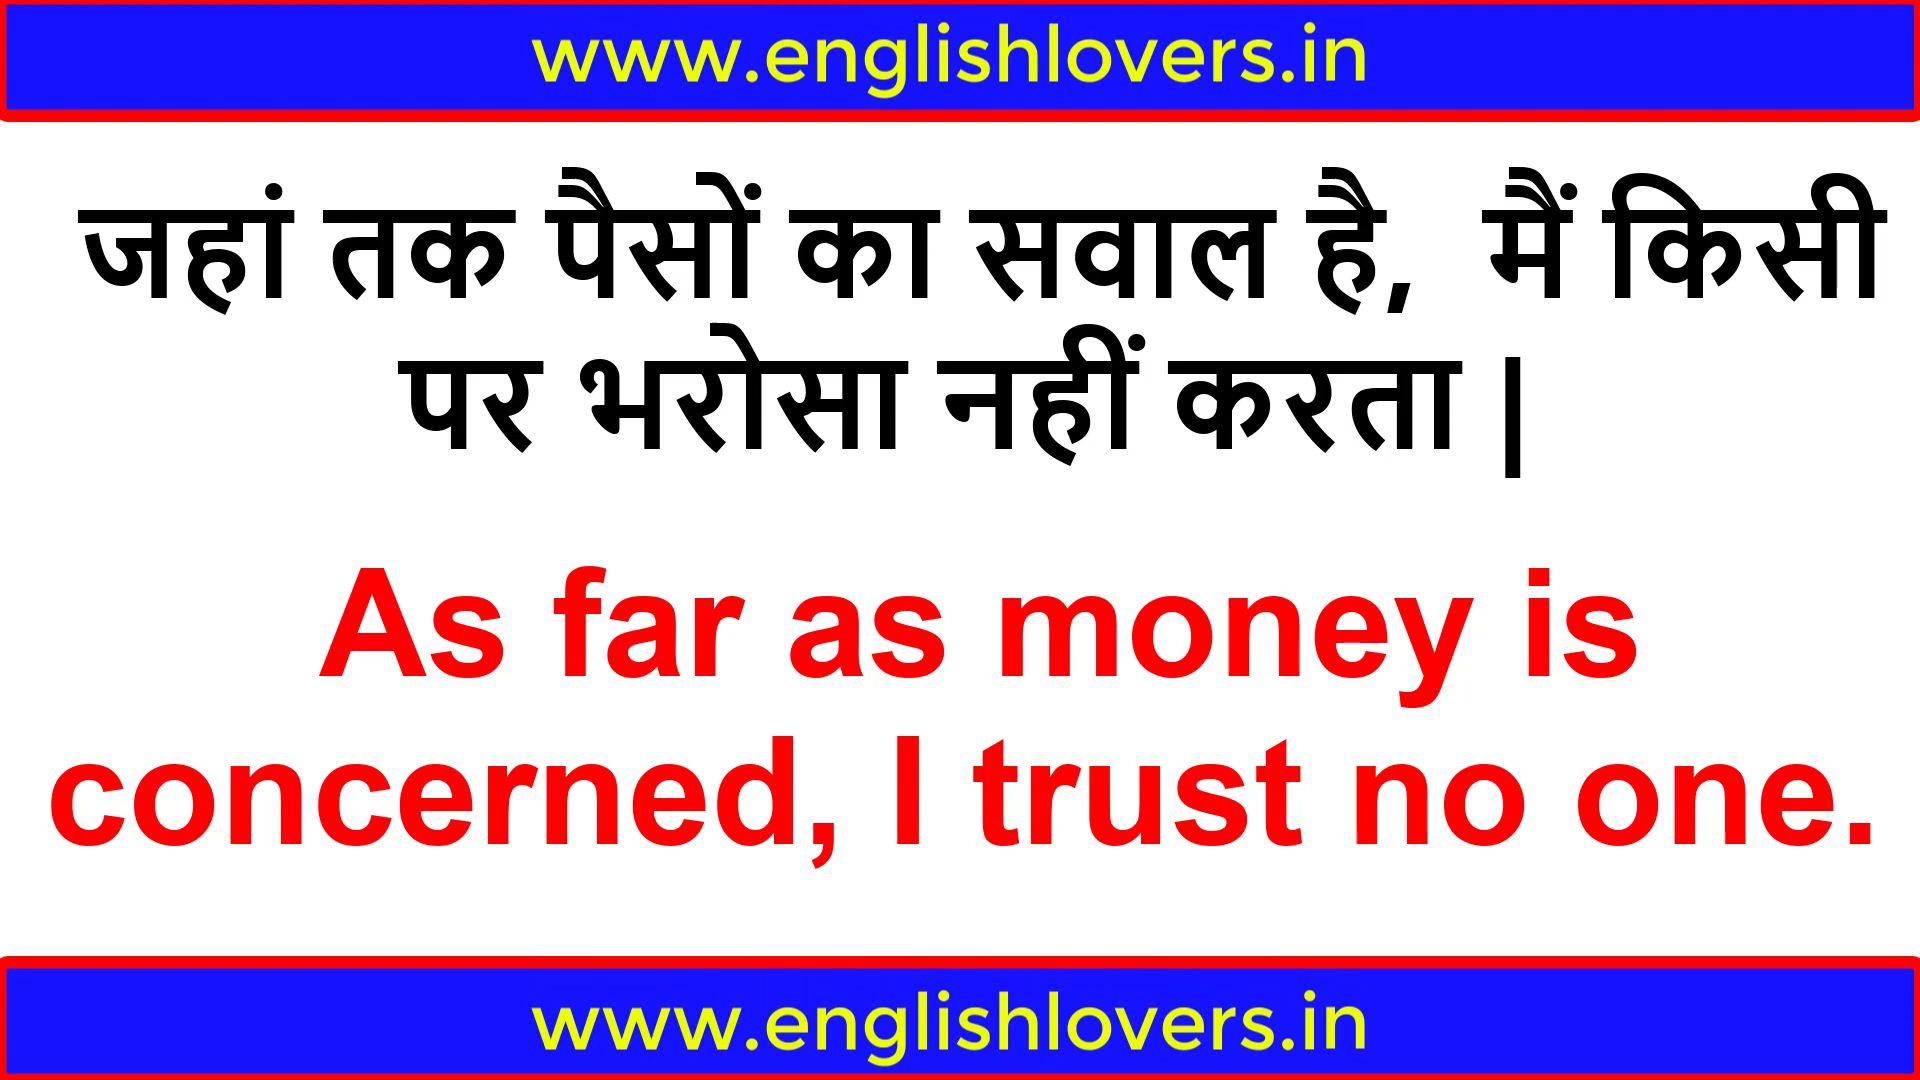 www.englishlovers.in
जहां तक पैसों का सवाल है, मैं किसी
पर भरोसा नहीं करता |
As far as money is
concerned, I trust no one.
www.englishlovers.in